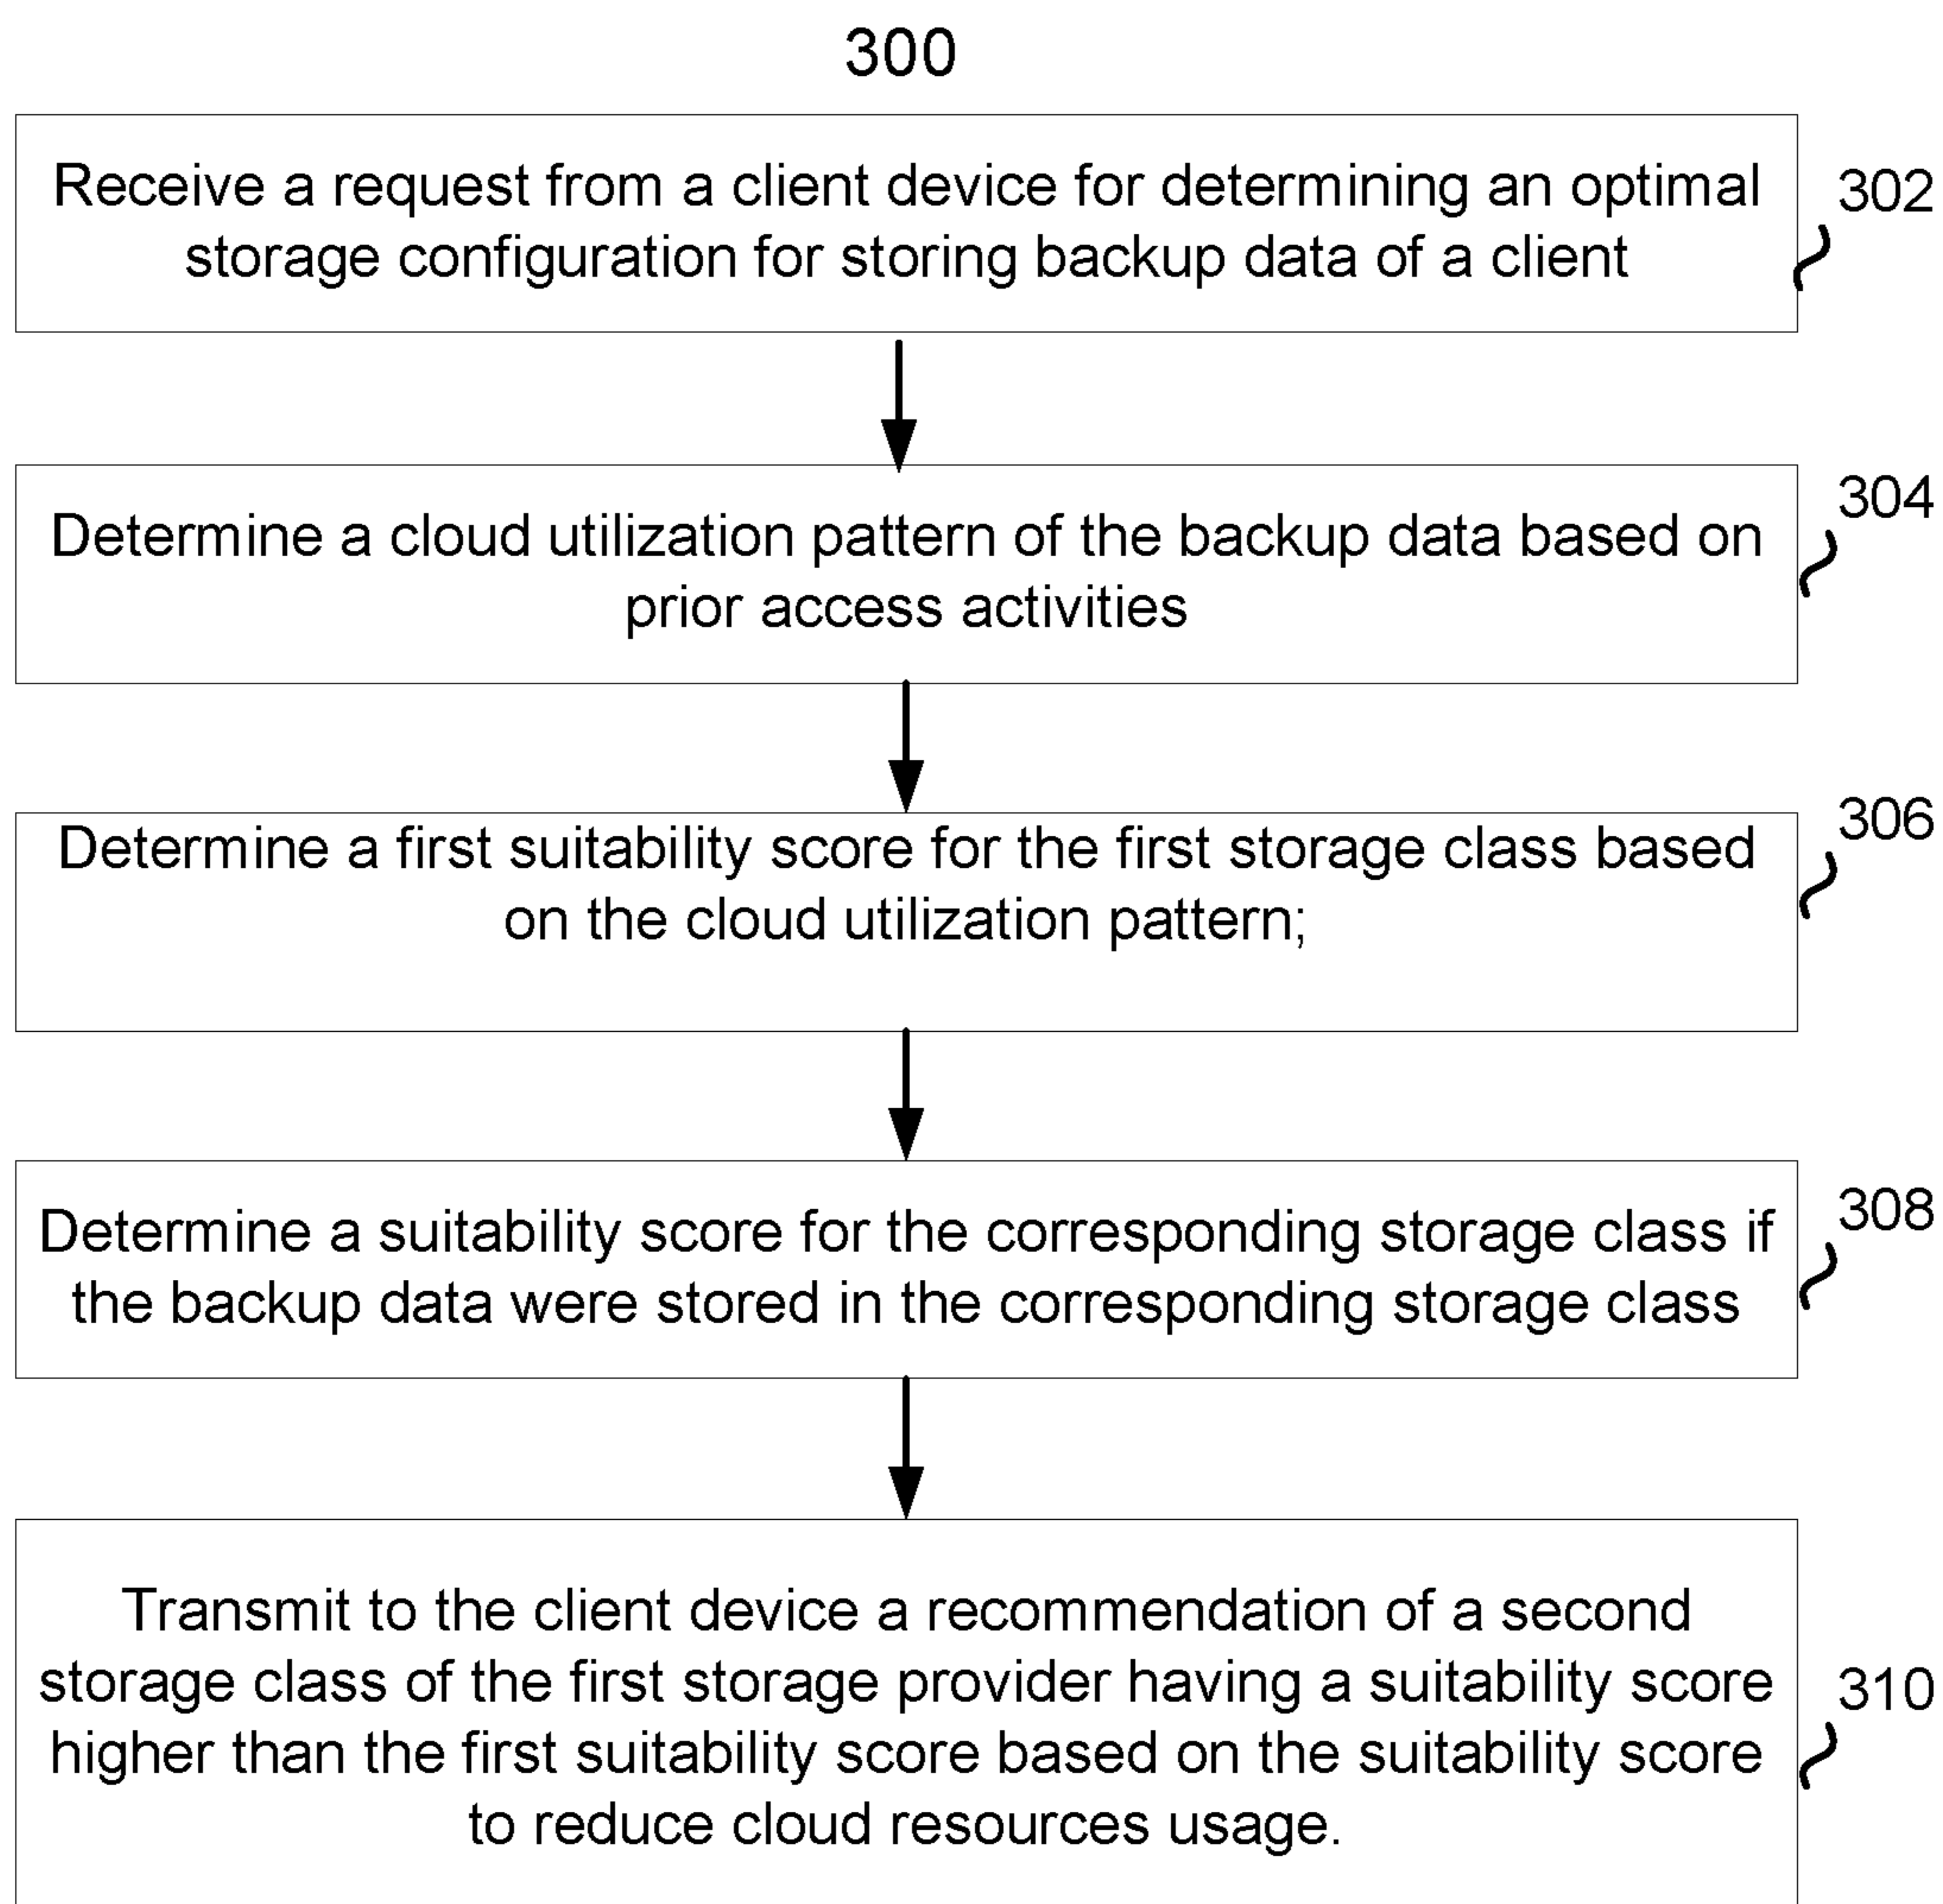 300
Receive a request from a client device for determining an optimal
storage configuration for storing backup data of a client
302
Determine a cloud utilization pattern of the backup data based on
prior access activities
304
Determine a first suitability score for the first storage class based
on the cloud utilization pattern;
306
Determine a suitability score for the corresponding storage class if
the backup data were stored in the corresponding storage class
308
Transmit to the client device a recommendation of a second
storage class of the first storage provider having a suitability score
higher than the first suitability score based on the suitability score
to reduce cloud resources usage.
310